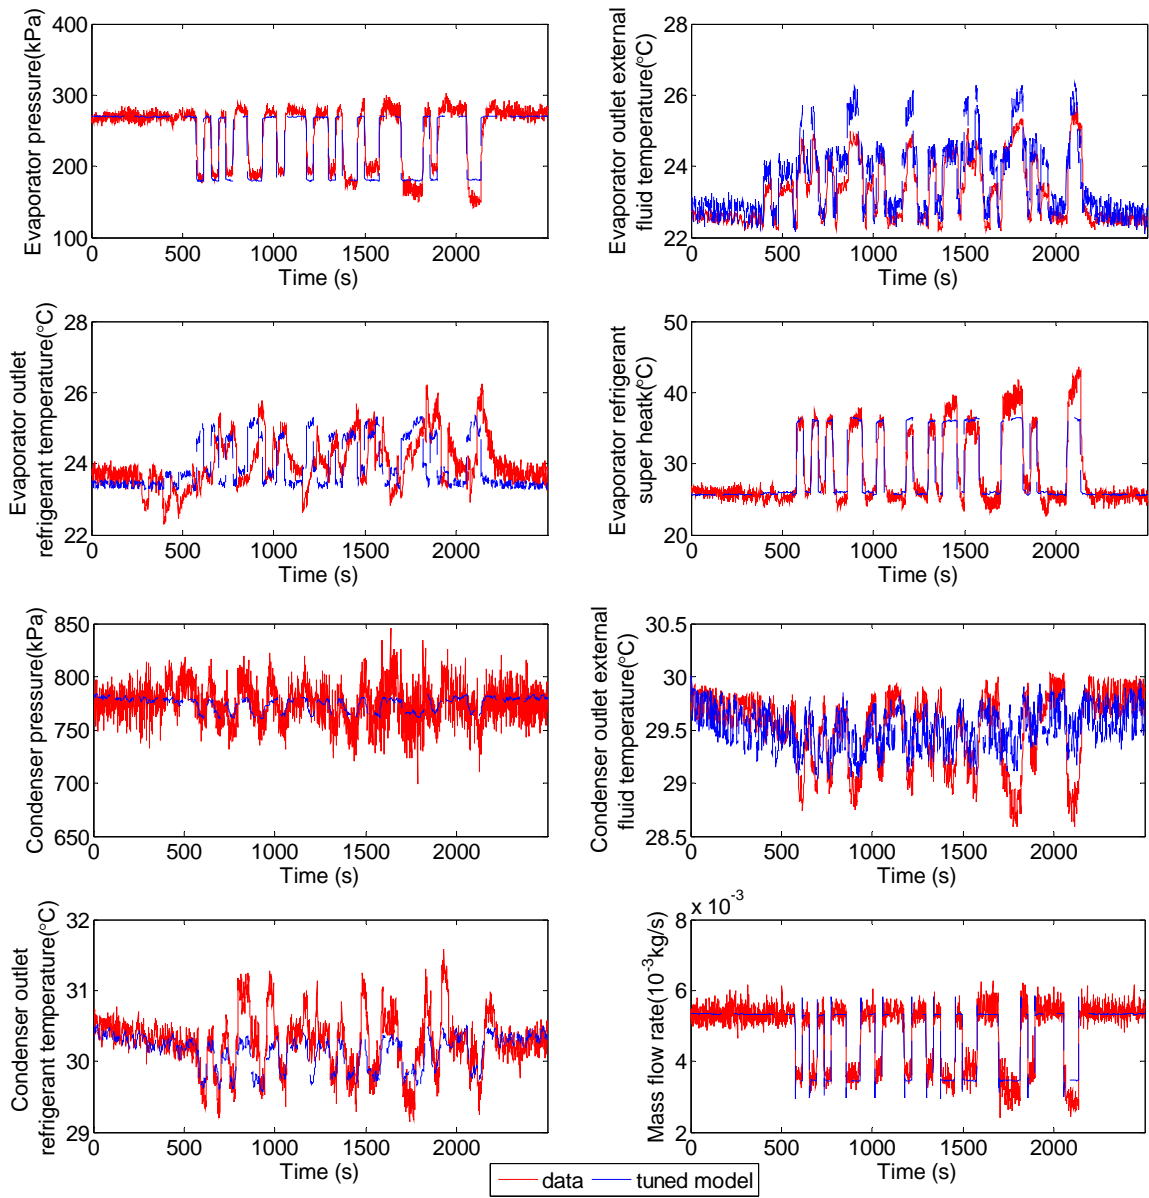 400
300
200
100
0 500 1000 1500 2000
Time (s)
Evaporator pressure(kPa)
28
26
24
22
0 500 1000 1500 2000
Time (s)
Evaporator outlet external
fluid temperature(°C)
28
26
24
22
0 500 1000 1500 2000
Time (s)
Evaporator outlet
refrigerant temperature(°C)
50
40
30
20
0 500 1000 1500 2000
Time (s)
Evaporator refrigerant
super heatk(°C)
850
800
750
700
650
0 500 1000 1500 2000
Time (s)
Condenser pressure(kPa)
30.5
30
29.5
29
28.5
0 500 1000 1500 2000
Time (s)
Condenser outlet external
fluid temperature(°C)
32
31
30
29
0 500 1000 1500 2000
Time (s)
Condenser outlet
refrigerant temperature(°C)
x 10⁻³
8
6
4
2
0 500 1000 1500 2000
Time (s)
Mass flow rate(10⁻³kg/s)
data tuned model